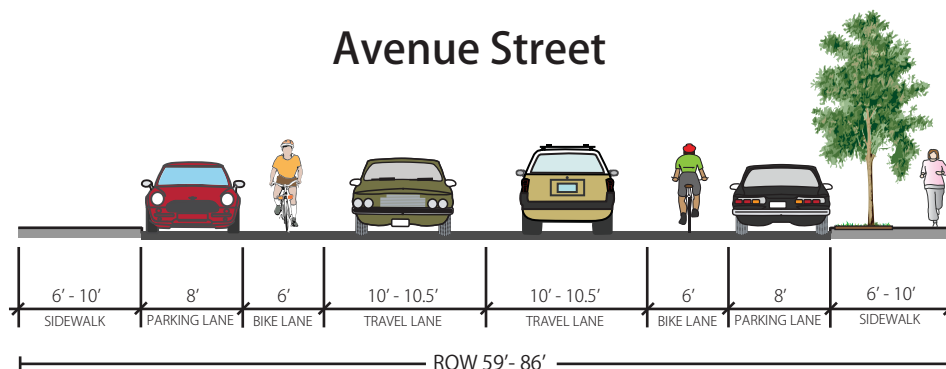 Avenue Street
6’ - 10’ 8’ 6’ 10’ - 10.5’ 10’ - 10.5’ 6’ 8’ 6’ - 10’
SIDEWALK PARKING LANE BIKE LANE TRAVEL LANE TRAVEL LANE BIKE LANE PARKING LANE SIDEWALK
ROW 59’- 86’